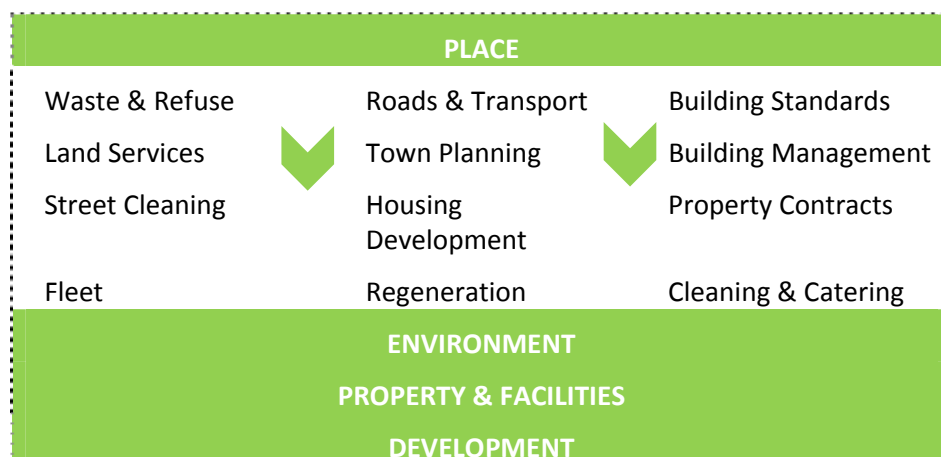 PLACE
Waste & Refuse
Roads & Transport
Building Standards
Land Services
Town Planning
Building Management
Street Cleaning
Housing
Development
Property Contracts
Fleet
Regeneration
Cleaning & Catering
ENVIRONMENT
PROPERTY & FACILITIES
DEVELOPMENT